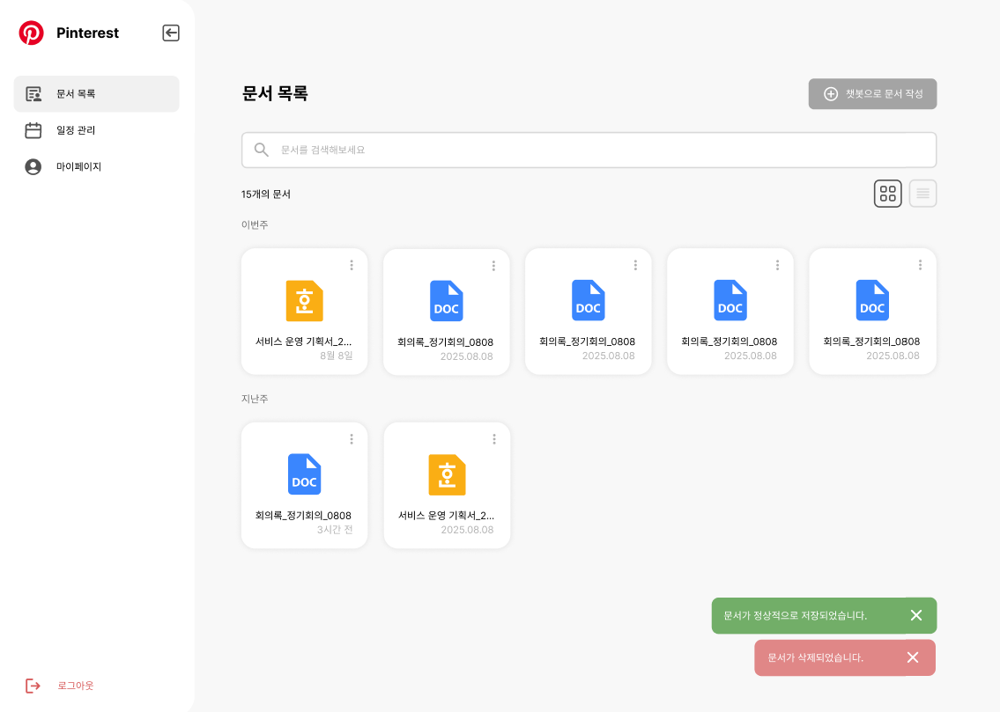 Pinterest
문서 목록
일정 관리
마이페이지
로그아웃
문서 목록
챗봇으로 문서 작성
문서를 검색해보세요
15개의 문서
이번주
서비스 운영 기획서_2...
8월 8일
DOC
회의록_정기회의_0808
2025.08.08
DOC
회의록_정기회의_0808
2025.08.08
DOC
회의록_정기회의_0808
2025.08.08
DOC
회의록_정기회의_0808
2025.08.08
지난주
DOC
회의록_정기회의_0808
3시간 전
서비스 운영 기획서_2...
2025.08.08
문서가 정상적으로 저장되었습니다.
문서가 삭제되었습니다.